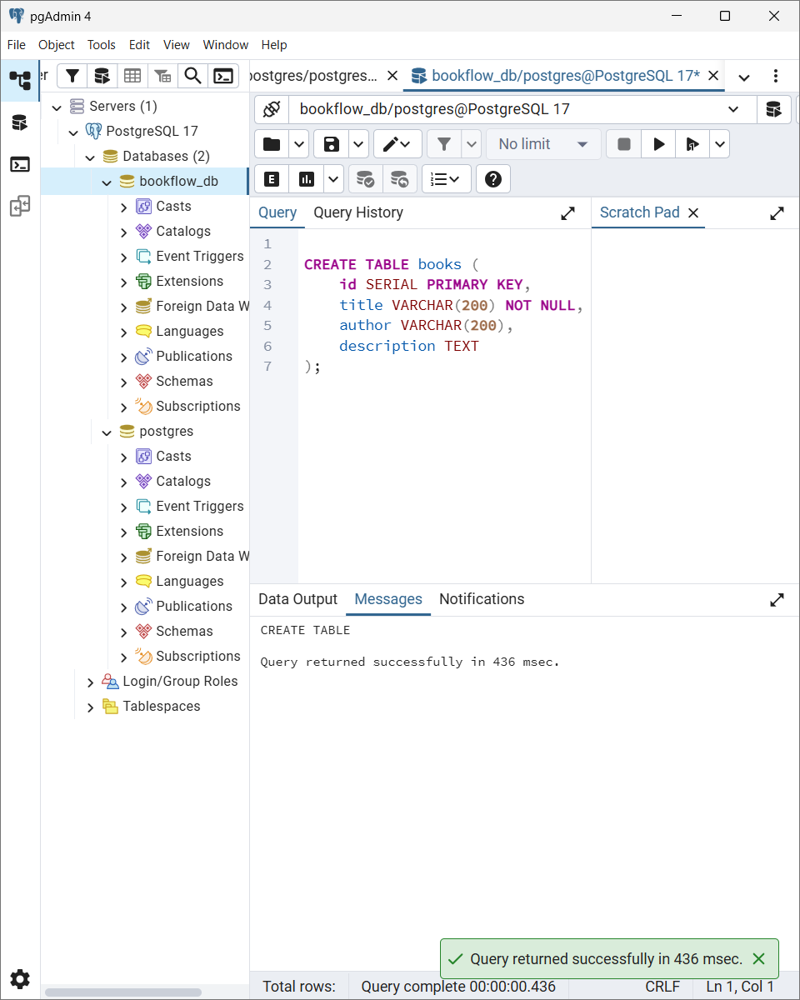 pgAdmin 4
File Object Tools Edit View Window Help
er
postgres/postgres...
bookflow_db/postgres@PostgreSQL 17*
Servers (1)
PostgreSQL 17
Databases (2)
bookflow_db
Casts
Catalogs
Event Triggers
Extensions
Foreign Data W
Languages
Publications
Schemas
Subscriptions
postgres
Casts
Catalogs
Event Triggers
Extensions
Foreign Data W
Languages
Publications
Schemas
Subscriptions
Login/Group Roles
Tablespaces
bookflow_db/postgres@PostgreSQL 17
No limit
E
Query Query History
Scratch Pad
1
2 CREATE TABLE books (
3 id SERIAL PRIMARY KEY,
4 title VARCHAR(200) NOT NULL,
5 author VARCHAR(200),
6 description TEXT
7 );
Data Output Messages Notifications
CREATE TABLE
Query returned successfully in 436 msec.
Query returned successfully in 436 msec.
Total rows: Query complete 00:00:00.436 CRLF Ln 1, Col 1